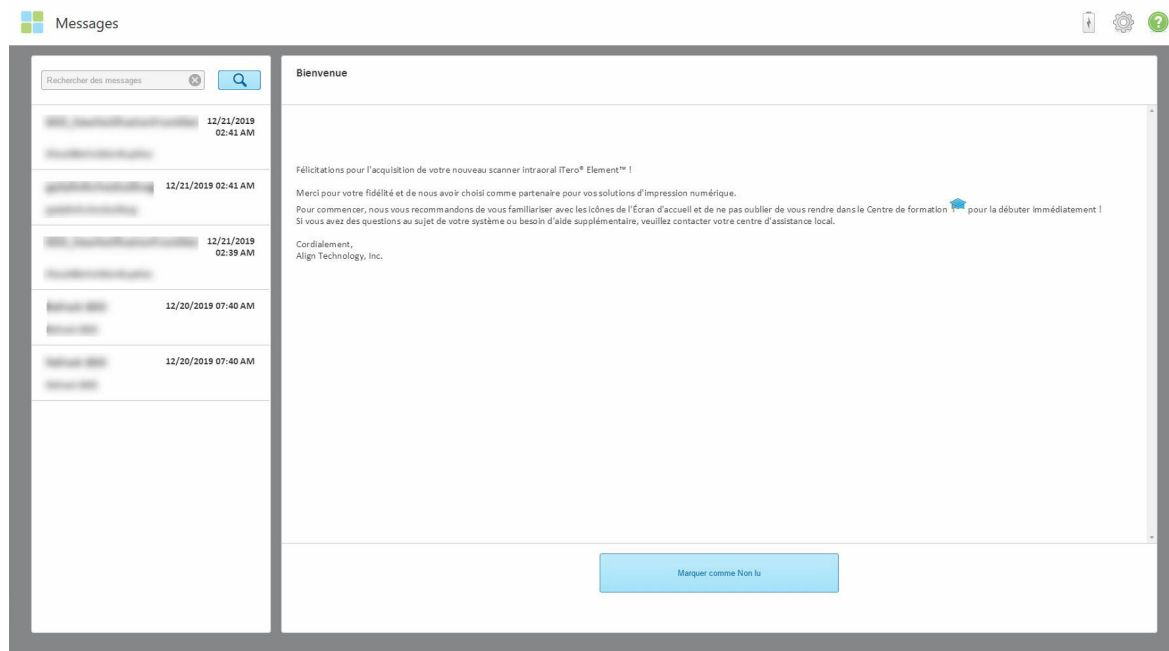 Messages
Rechercher des messages
12/21/2019
02:41 AM
12/21/2019 02:41 AM
12/21/2019
02:39 AM
12/20/2019 07:40 AM
12/20/2019 07:40 AM
Bienvenue
Félicitations pour l'acquisition de votre nouveau scanner intraoral iTero® Element™ !
Merci pour votre fidélité et de nous avoir choisi comme partenaire pour vos solutions d'impression numérique.
Pour commencer, nous vous recommandons de vous familiariser avec les icônes de l'Écran d'accueil et de ne pas oublier de vous rendre dans le Centre de formation pour la débuter immédiatement !
Si vous avez des questions au sujet de votre système ou besoin d'aide supplémentaire, veuillez contacter votre centre d'assistance local.
Cordialement,
Align Technology, Inc.
Marquer comme Non lu